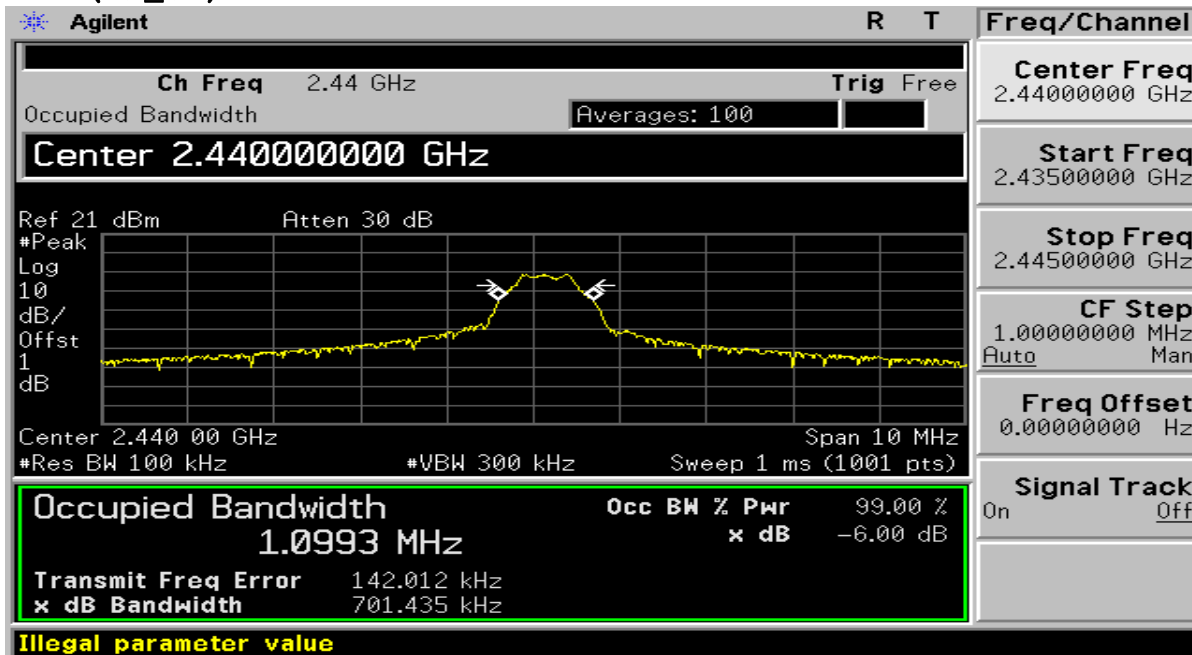 Agilent R T
Freq/Channel
Ch Freq 2.44 GHz Trig Free
Occupied Bandwidth Averages: 100
Center 2.440000000 GHz
Ref 21 dBm Atten 30 dB
#Peak
Log
10
dB/
Offst
1
dB
Center 2.440 00 GHz Span 10 MHz
#Res BW 100 kHz #VBW 300 kHz Sweep 1 ms (1001 pts)
Occupied Bandwidth Occ BW % Pwr 99.00 %
1.0993 MHz x dB -6.00 dB
Transmit Freq Error 142.012 kHz
x dB Bandwidth 701.435 kHz
Illegal parameter value
Center Freq
2.44000000 GHz
Start Freq
2.43500000 GHz
Stop Freq
2.44500000 GHz
CF Step
1.00000000 MHz
Auto Man
Freq Offset
0.00000000 Hz
Signal Track
On Off